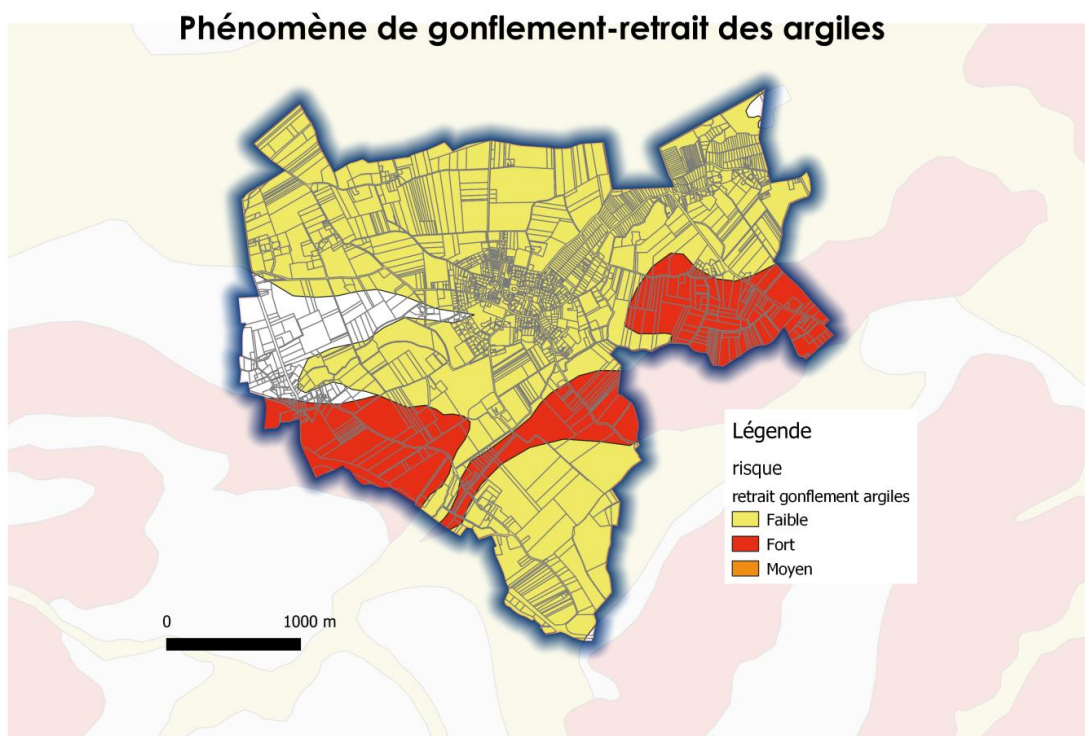 Phénomène de gonflement-retrait des argiles
Légende
risque
retrait gonflement argiles
Faible
Fort
Moyen
0 1000 m